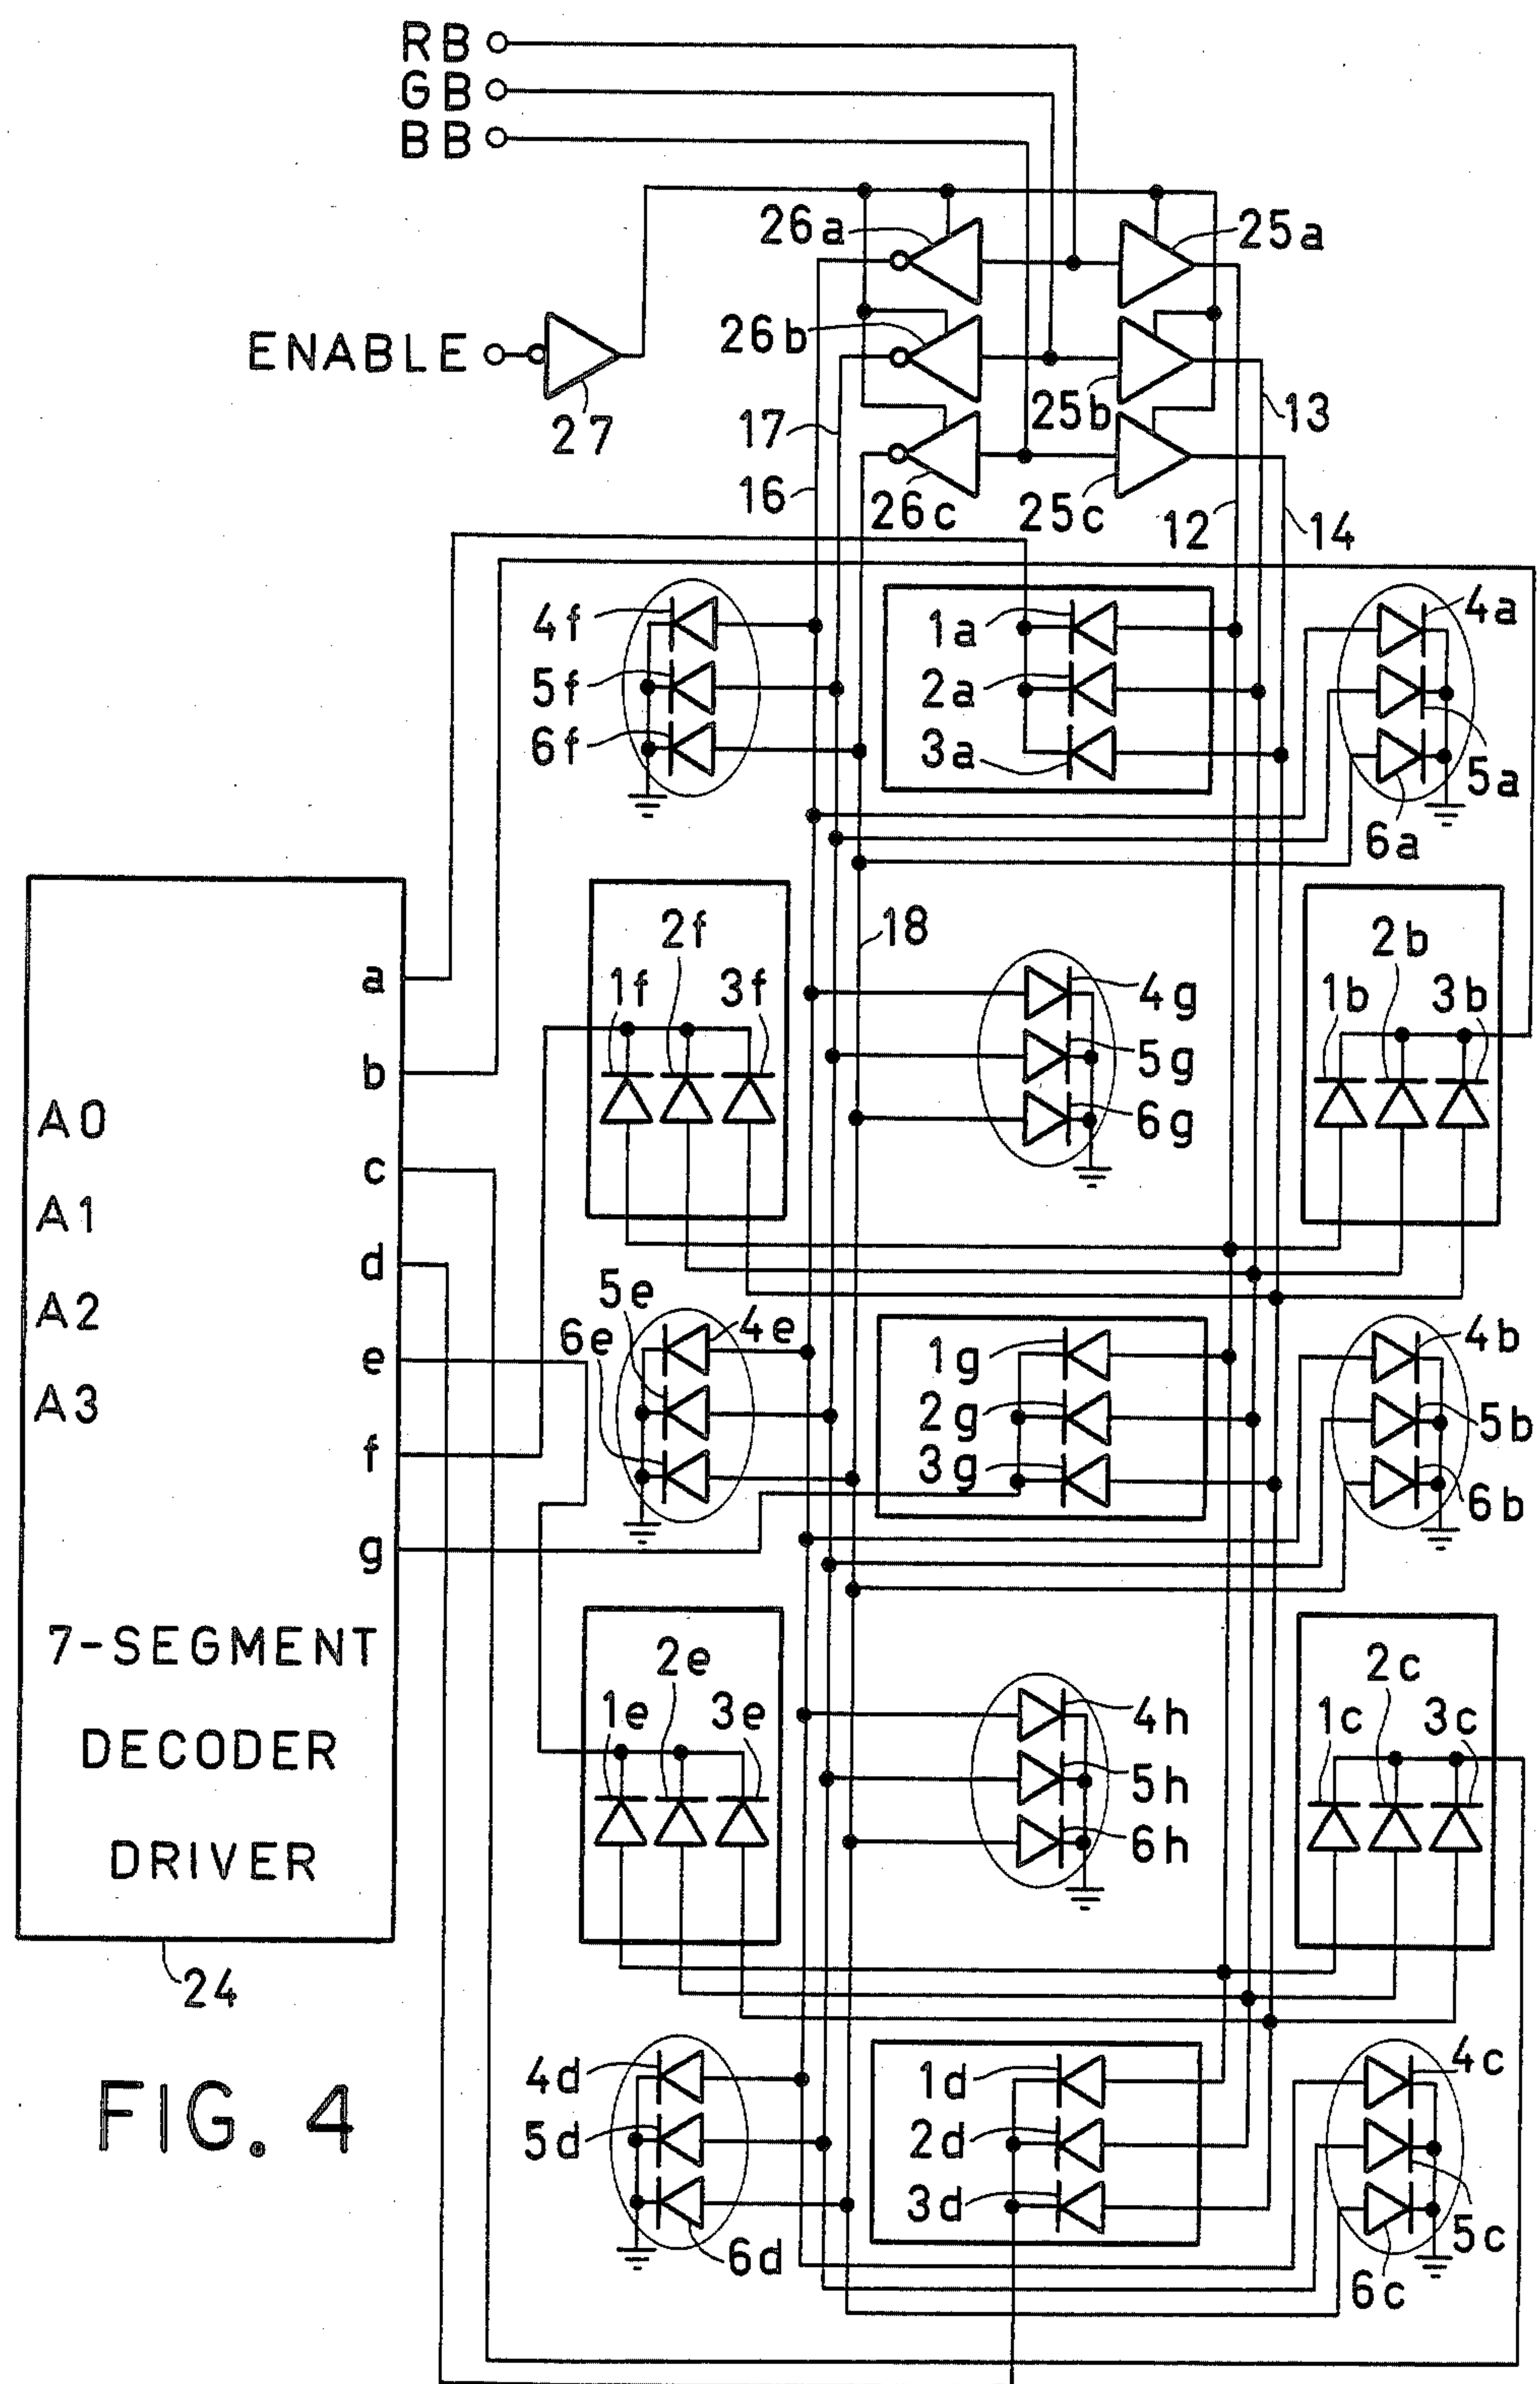 RB
GB
BB
26a
25a
26b
ENABLE
25b
13
27
17
16
26c
25c
12
14
4f
1a
4a
5f
2a
6f
3a
5a
6a
2f
18
2b
a
1f
3f
4g
1b
3b
b
5g
A0
6g
c
A1
d
5e
A2
6e
4e
4b
e
1g
A3
2g
5b
f
3g
6b
g
7-SEGMENT
2e
2c
1e
3e
4h
1c
3c
DECODER
5h
DRIVER
6h
24
4d
1d
4c
FIG. 4
5d
2d
3d
5c
6d
6c